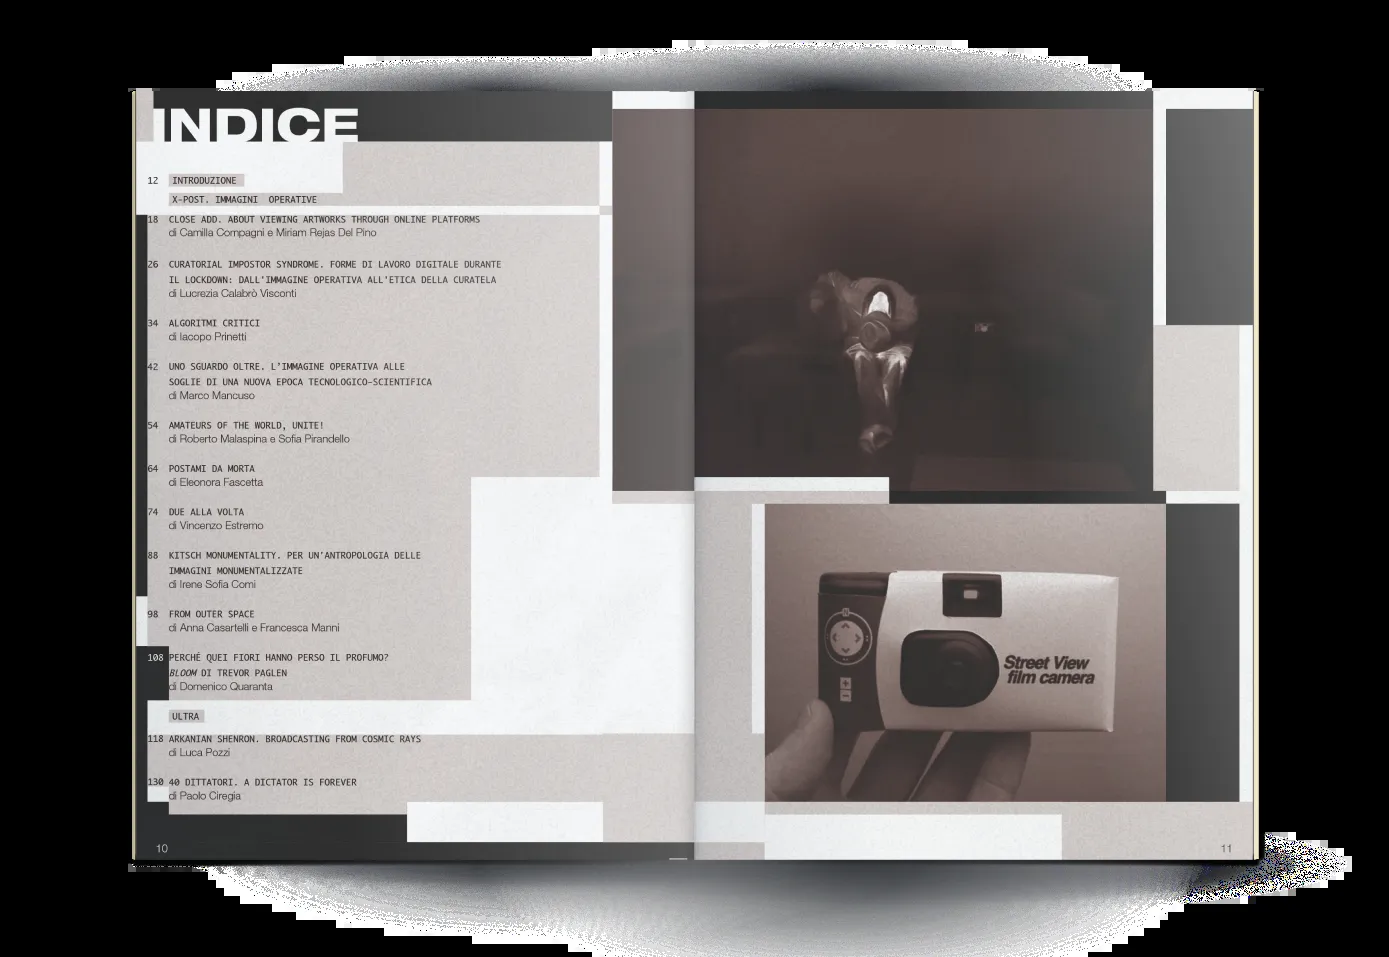 INDICE
12 INTRODUZIONE
X-POST. IMMAGINI OPERATIVE
18 CLOSE ADD. ABOUT VIEWING ARTWORKS THROUGH ONLINE PLATFORMS
di Camilla Compagni e Miriam Rejas Del Pino
26 CURATORIAL IMPOSTOR SYNDROME. FORME DI LAVORO DIGITALE DURANTE
IL LOCKDOWN: DALL'IMMAGINE OPERATIVA ALL'ETICA DELLA CURATELA
di Lucrezia Calabrò Visconti
34 ALGORITMI CRITICI
di Iacopo Prinetti
42 UNO SGUARDO OLTRE. L'IMMAGINE OPERATIVA ALLE
SOGLIE DI UNA NUOVA EPOCA TECNOLOGICO-SCIENTIFICA
di Marco Mancuso
54 AMATEURS OF THE WORLD, UNITE!
di Roberto Malaspina e Sofia Pirandello
64 POSTAMI DA MORTA
di Eleonora Fascetta
74 DUE ALLA VOLTA
di Vincenzo Estremo
88 KITSCH MONUMENTALITY. PER UN'ANTROPOLOGIA DELLE
IMMAGINI MONUMENTALIZZATE
di Irene Sofia Comi
98 FROM OUTER SPACE
di Anna Casartelli e Francesca Manni
108 PERCHÉ QUEI FIORI HANNO PERSO IL PROFUMO?
BLOOM DI TREVOR PAGLEN
di Domenico Quaranta
ULTRA
118 ARKANIAN SHENRON. BROADCASTING FROM COSMIC RAYS
di Luca Pozzi
130 40 DITTATORI. A DICTATOR IS FOREVER
di Paolo Ciregia
10
Street View
film camera
N
+
-
11